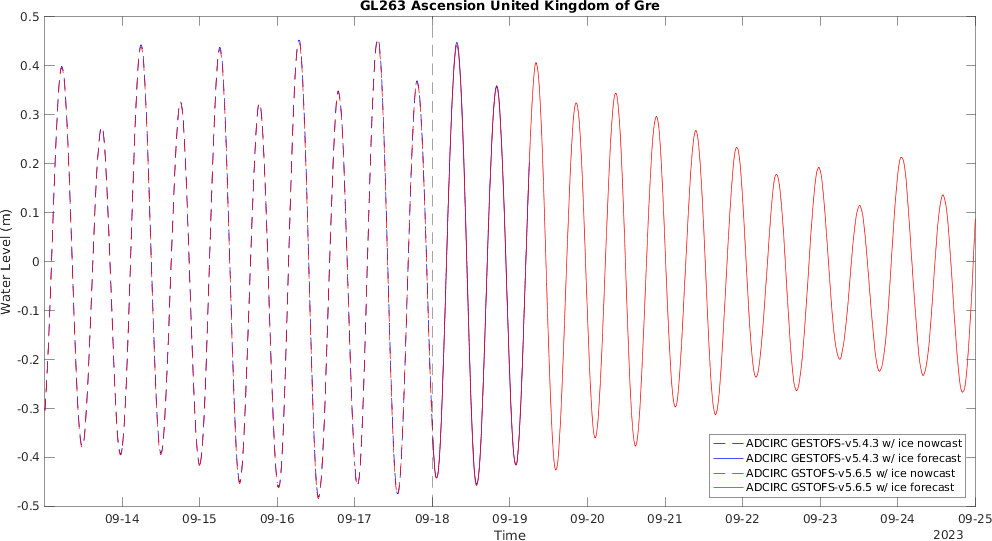 GL263 Ascension United Kingdom of Gre
0.5
0.4
0.3
0.2
0.1
0
-0.1
-0.2
-0.3
-0.4
-0.5
Water Level (m)
ADCIRC GESTOFS-v5.4.3 w/ ice nowcast
ADCIRC GESTOFS-v5.4.3 w/ ice forecast
ADCIRC GSTOFS-v5.6.5 w/ ice nowcast
ADCIRC GSTOFS-v5.6.5 w/ ice forecast
09-14 09-15 09-16 09-17 09-18 09-19 09-20 09-21 09-22 09-23 09-24 09-25
Time
2023